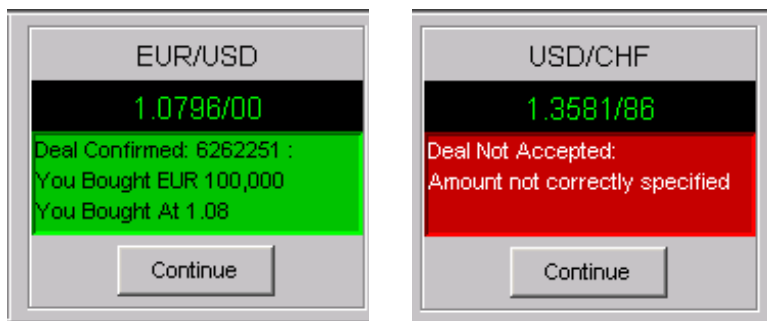 EUR/USD
1.0796/00
Deal Confirmed: 6262251 :
You Bought EUR 100,000
You Bought At 1.08
Continue
USD/CHF
1.3581/86
Deal Not Accepted:
Amount not correctly specified
Continue